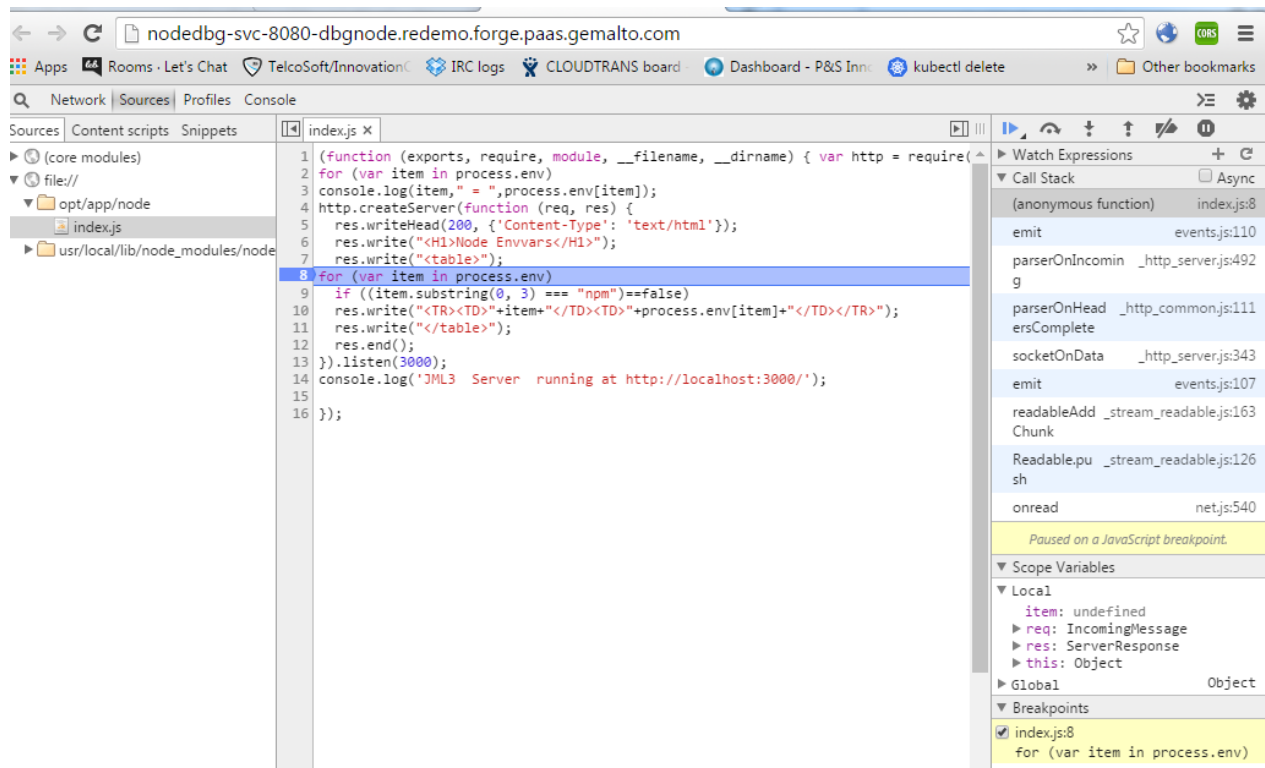 nodedbg-svc-8080-dbgnode.redemo.forge.paas.gemalto.com
CORS
Apps
Rooms · Let's Chat
TelcoSoft/Innovation
IRC logs
CLOUDTRANS board -
Dashboard - P&S Inn
kubectl delete
»
Other bookmarks
Network Sources Profiles Console
Sources Content scripts Snippets
(core modules)
file://
opt/app/node
index.js
usr/local/lib/node_modules/node
index.js ×
1 (function (exports, require, module, __filename, __dirname) { var http = require(
2 for (var item in process.env)
3 console.log(item," = ",process.env[item]);
4 http.createServer(function (req, res) {
5 res.writeHead(200, {'Content-Type': 'text/html'});
6 res.write("<H1>Node Envvars</H1>");
7 res.write("<table>");
8 for (var item in process.env)
9 if ((item.substring(0, 3) === "npm")==false)
10 res.write("<TR><TD>"+item+"</TD><TD>"+process.env[item]+"</TD></TR>");
11 res.write("</table>");
12 res.end();
13 }).listen(3000);
14 console.log('JML3 Server running at http://localhost:3000/');
15
16 });
Watch Expressions
Call Stack Async
(anonymous function) index.js:8
emit events.js:110
parserOnIncomin _http_server.js:492
g
parserOnHead _http_common.js:111
ersComplete
socketOnData _http_server.js:343
emit events.js:107
readableAdd _stream_readable.js:163
Chunk
Readable.pu _stream_readable.js:126
sh
onread net.js:540
Paused on a JavaScript breakpoint.
Scope Variables
Local
item: undefined
req: IncomingMessage
res: ServerResponse
this: Object
Global Object
Breakpoints
index.js:8
for (var item in process.env)